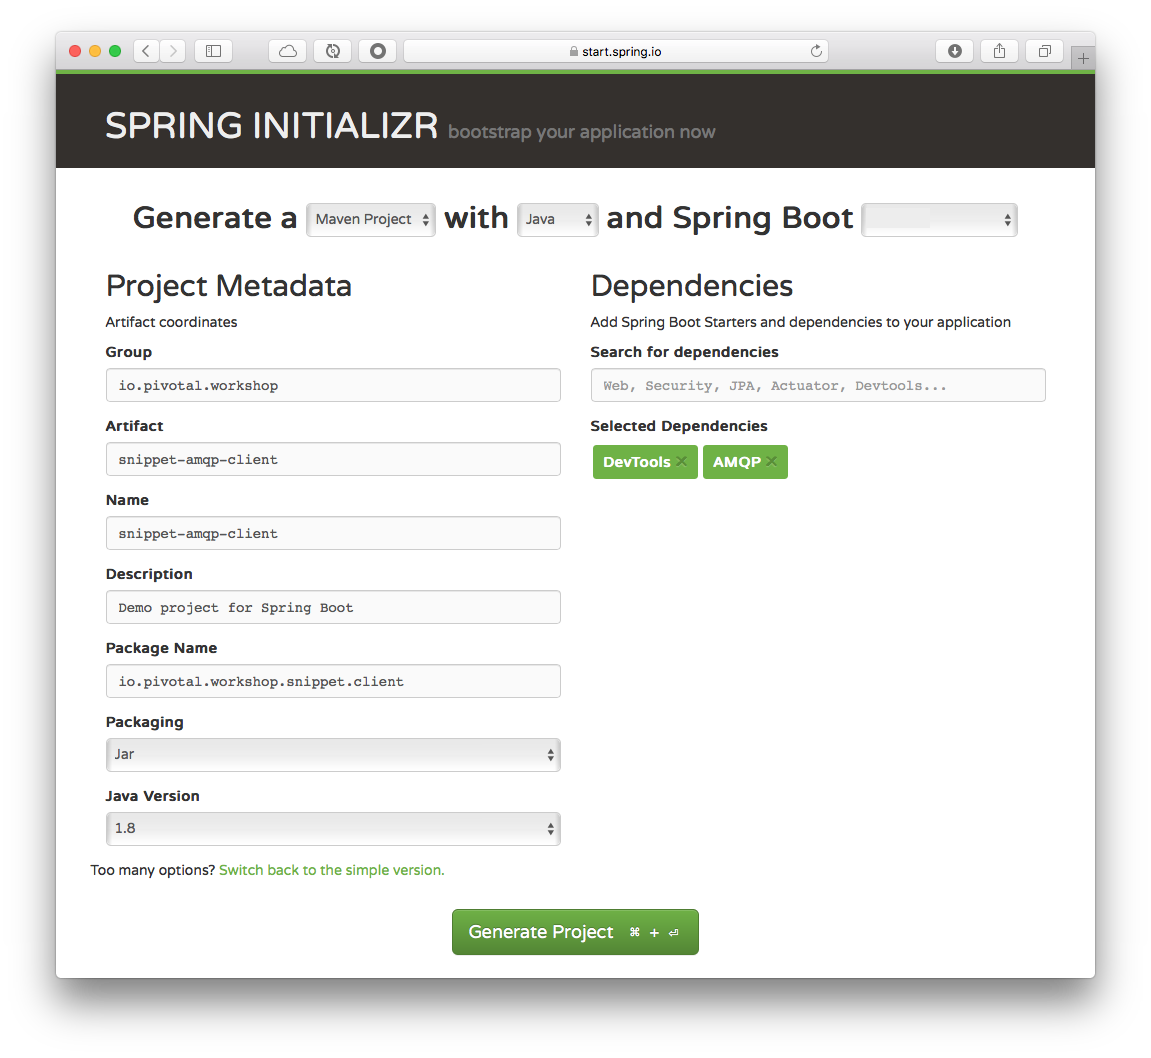 start.spring.io
SPRING INITIALIZR bootstrap your application now
Generate a Maven Project with Java and Spring Boot
Project Metadata
Artifact coordinates
Group
io.pivotal.workshop
Artifact
snippet-amqp-client
Name
snippet-amqp-client
Description
Demo project for Spring Boot
Package Name
io.pivotal.workshop.snippet.client
Packaging
Jar
Java Version
1.8
Too many options? Switch back to the simple version.
Dependencies
Add Spring Boot Starters and dependencies to your application
Search for dependencies
Web, Security, JPA, Actuator, Devtools...
Selected Dependencies
DevTools ✕ AMQP ✕
Generate Project ⌘ + ⏎